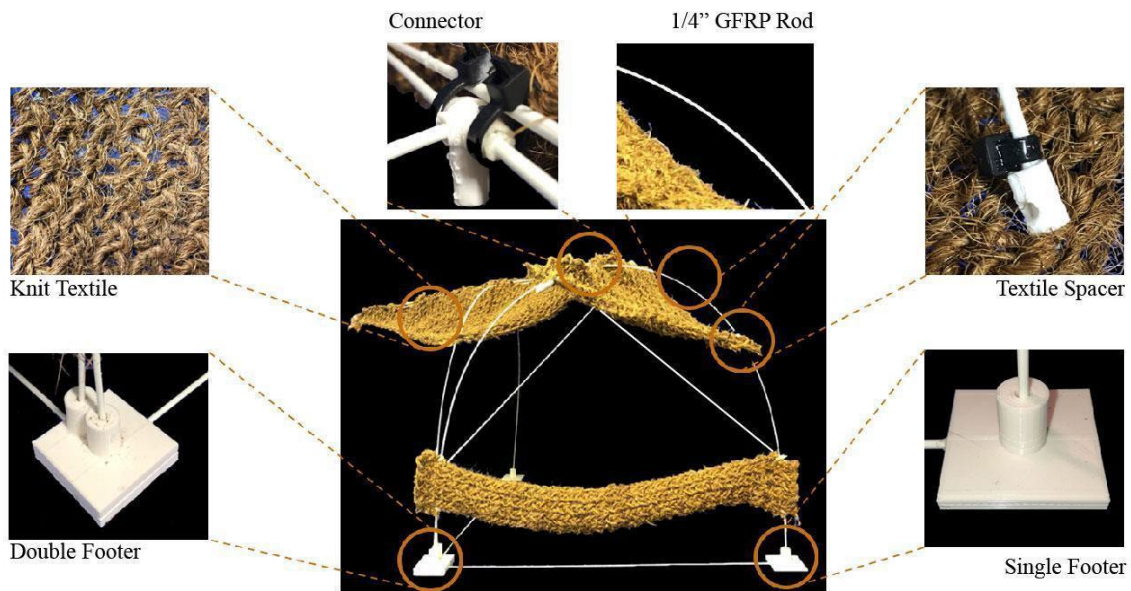 Connector
1/4” GFRP Rod
Knit Textile
Textile Spacer
Double Footer
Single Footer